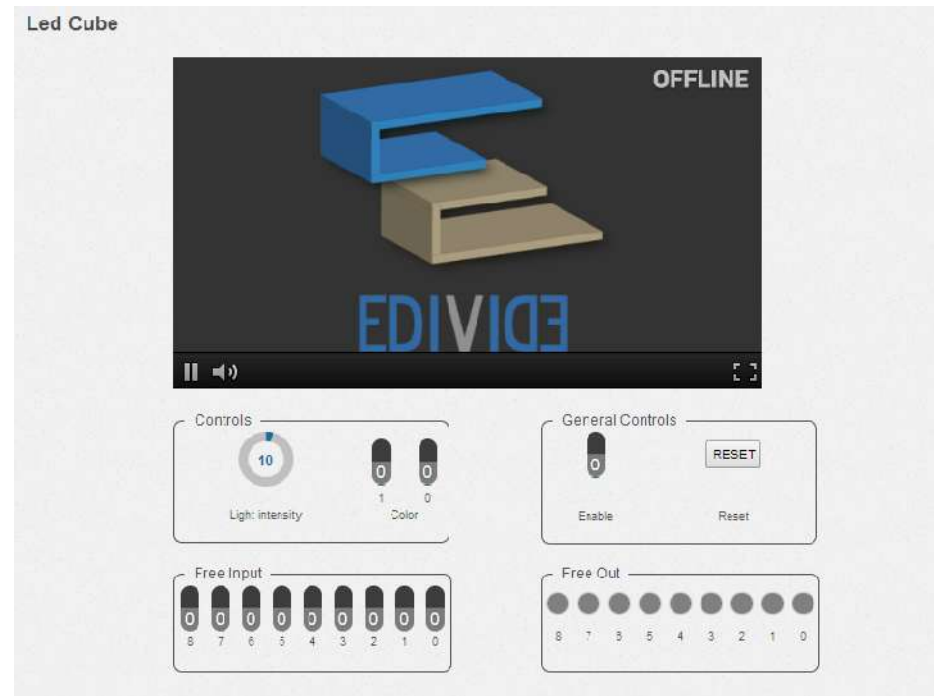 Led Cube
OFFLINE
EDIVIDE
Controls
10
0 0
1 0
Light intensity
Color
General Controls
0
RESET
Enable
Reset
Free Input
0 0 0 0 0 0 0 0 0
8 7 6 5 4 3 2 1 0
Free Out
8 7 6 5 4 3 2 1 0